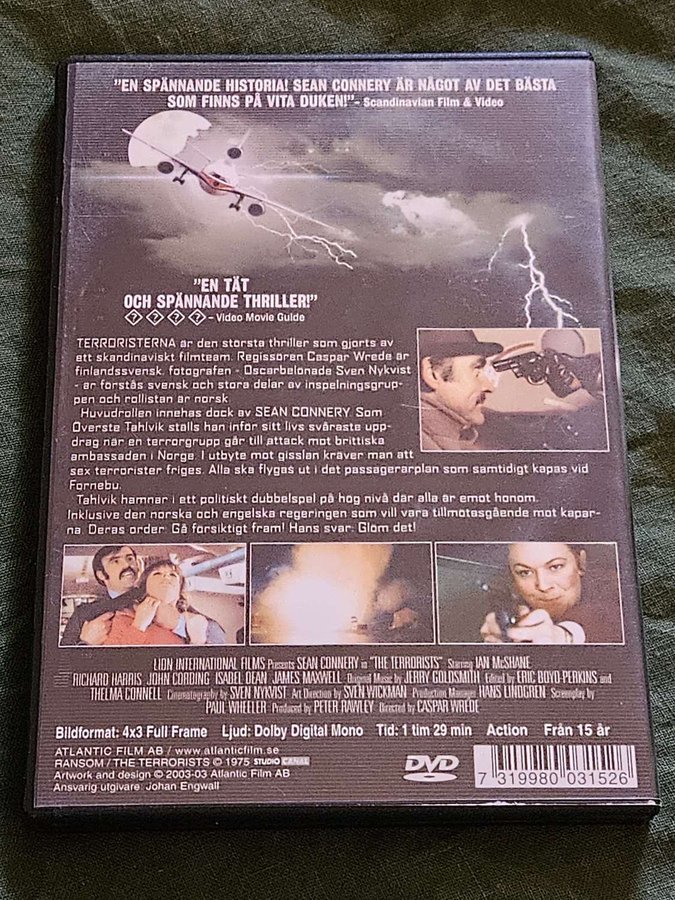 "EN SPÄNNANDE HISTORIA! SEAN CONNERY ÄR NÅGOT AV DET BÄSTA
SOM FINNS PÅ VITA DUKEN!"- Scandinavian Film & Video
"EN TÄT
OCH SPÄNNANDE THRILLER!"
– Video Movie Guide
TERRORISTERNA är den största thriller som gjorts av
ett skandinaviskt filmteam. Regissören Caspar Wrede är
finlandssvensk, fotografen - Oscarbelönade Sven Nykvist
- är förstås svensk och stora delar av inspelningsgrup-
pen och rollistan är norsk
Huvudrollen innehas dock av SEAN CONNERY. Som
Överste Tahlvik ställs han inför sitt livs svåraste upp-
drag när en terrorgrupp går till attack mot brittiska
ambassaden i Norge. I utbyte mot gisslan kräver man att
sex terrorister friges. Alla ska flygas ut i det passagerarplan som samtidigt kapas vid
Fornebu.
Tahlvik hamnar i ett politiskt dubbelspel på hög nivå där alla är emot honom.
Inklusive den norska och engelska regeringen som vill vara tillmötesgående mot kapar-
na. Deras order: Gå försiktigt fram! Hans svar: Glöm det!
LION INTERNATIONAL FILMS Presents SEAN CONNERY in "THE TERRORISTS" Starring IAN McSHANE
RICHARD HARRIS JOHN CORDING ISABEL DEAN JAMES MAXWELL Original Music by JERRY GOLDSMITH Edited by ERIC BOYD-PERKINS and
THELMA CONNELL Cinematography by SVEN NYKVIST Art Direction by SVEN WICKMAN Production Manager HANS LINDGREN Screenplay by
PAUL WHEELER Produced by PETER RAWLEY Directed by CASPAR WREDE
Bildformat: 4x3 Full Frame Ljud: Dolby Digital Mono Tid: 1 tim 29 min Action Från 15 år
ATLANTIC FILM AB / www.atlanticfilm.se
RANSOM / THE TERRORISTS © 1975 STUDIO CANAL
Artwork and design © 2003-03 Atlantic Film AB
Ansvarig utgivare: Johan Engwall
DVD
VIDEO
7 319980 031526